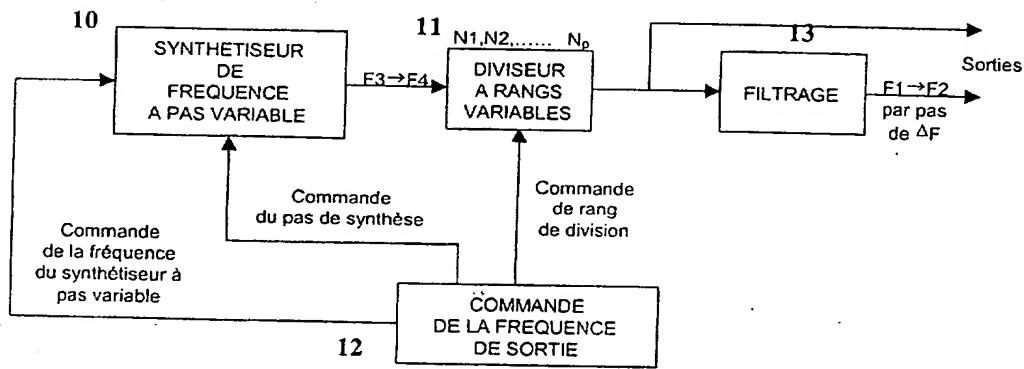 10
SYNTHETISEUR
DE
FREQUENCE
A PAS VARIABLE
F3→F4
11
N1,N2,...... Np
DIVISEUR
A RANGS
VARIABLES
13
FILTRAGE
Sorties
F1→F2
par pas
de ΔF
Commande
du pas de synthèse
Commande
de rang
de division
Commande
de la fréquence
du synthétiseur à
pas variable
12
COMMANDE
DE LA FREQUENCE
DE SORTIE